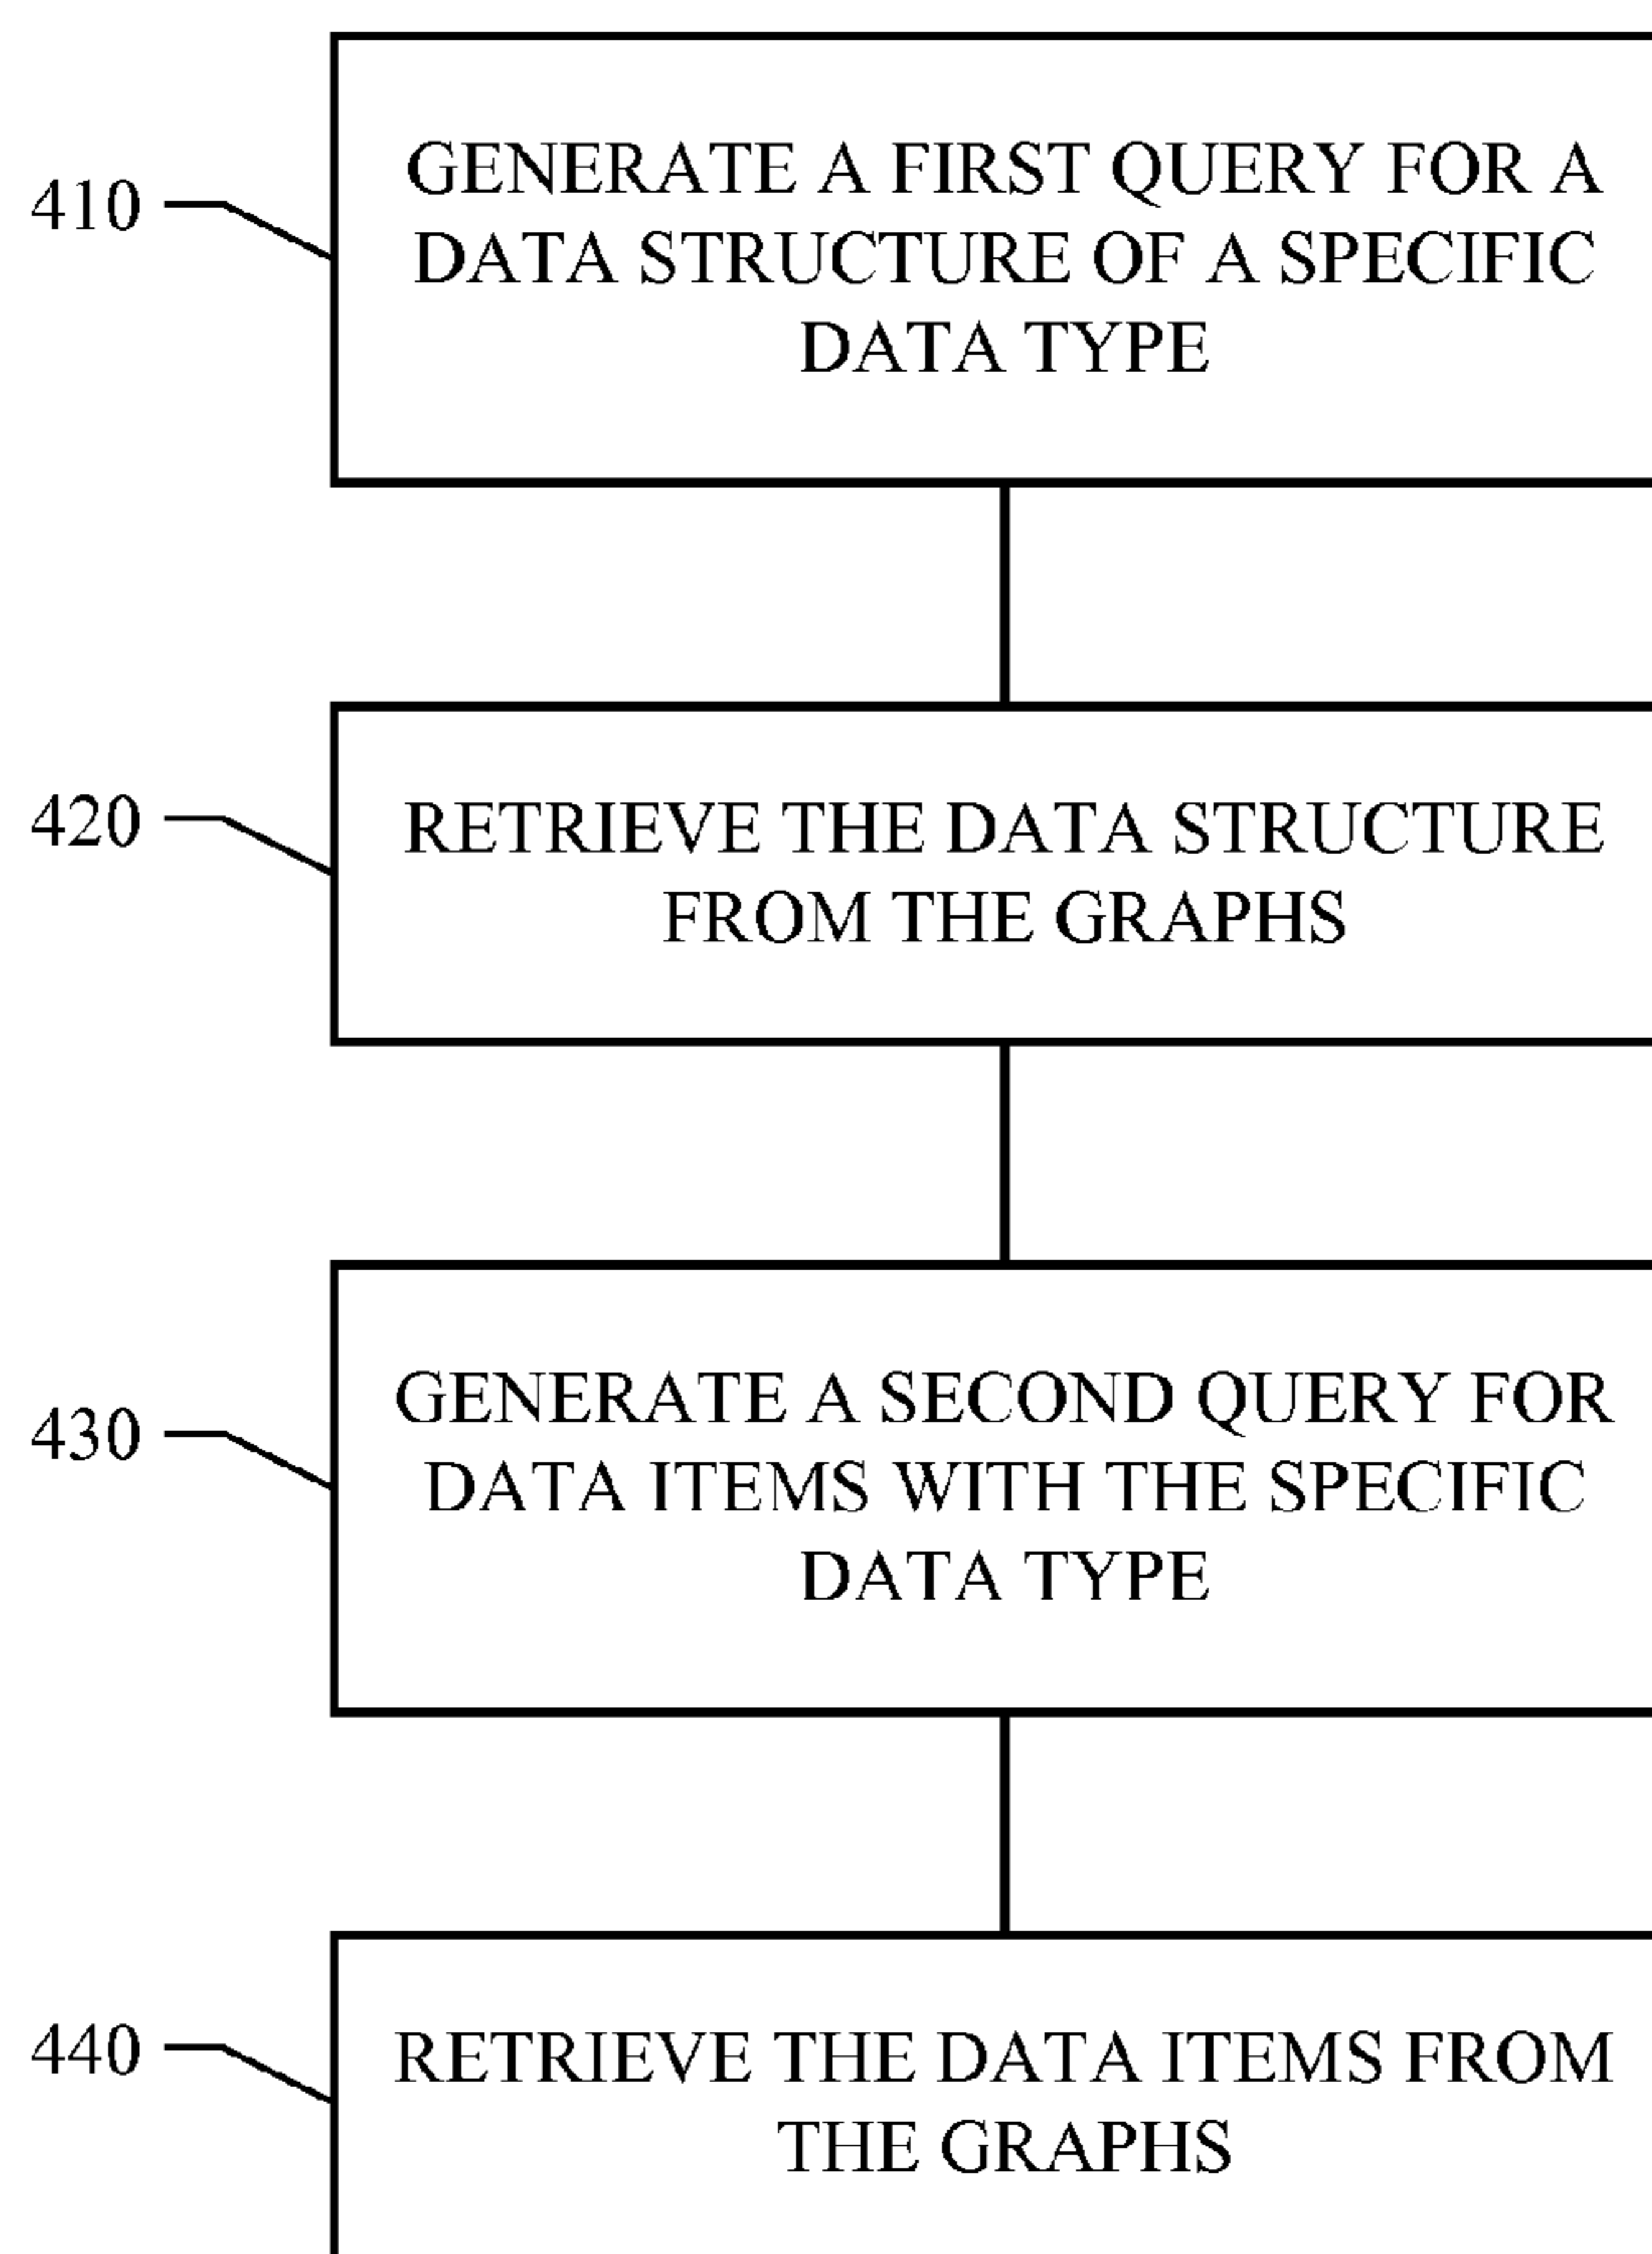 410
GENERATE A FIRST QUERY FOR A
DATA STRUCTURE OF A SPECIFIC
DATA TYPE
420
RETRIEVE THE DATA STRUCTURE
FROM THE GRAPHS
430
GENERATE A SECOND QUERY FOR
DATA ITEMS WITH THE SPECIFIC
DATA TYPE
440
RETRIEVE THE DATA ITEMS FROM
THE GRAPHS